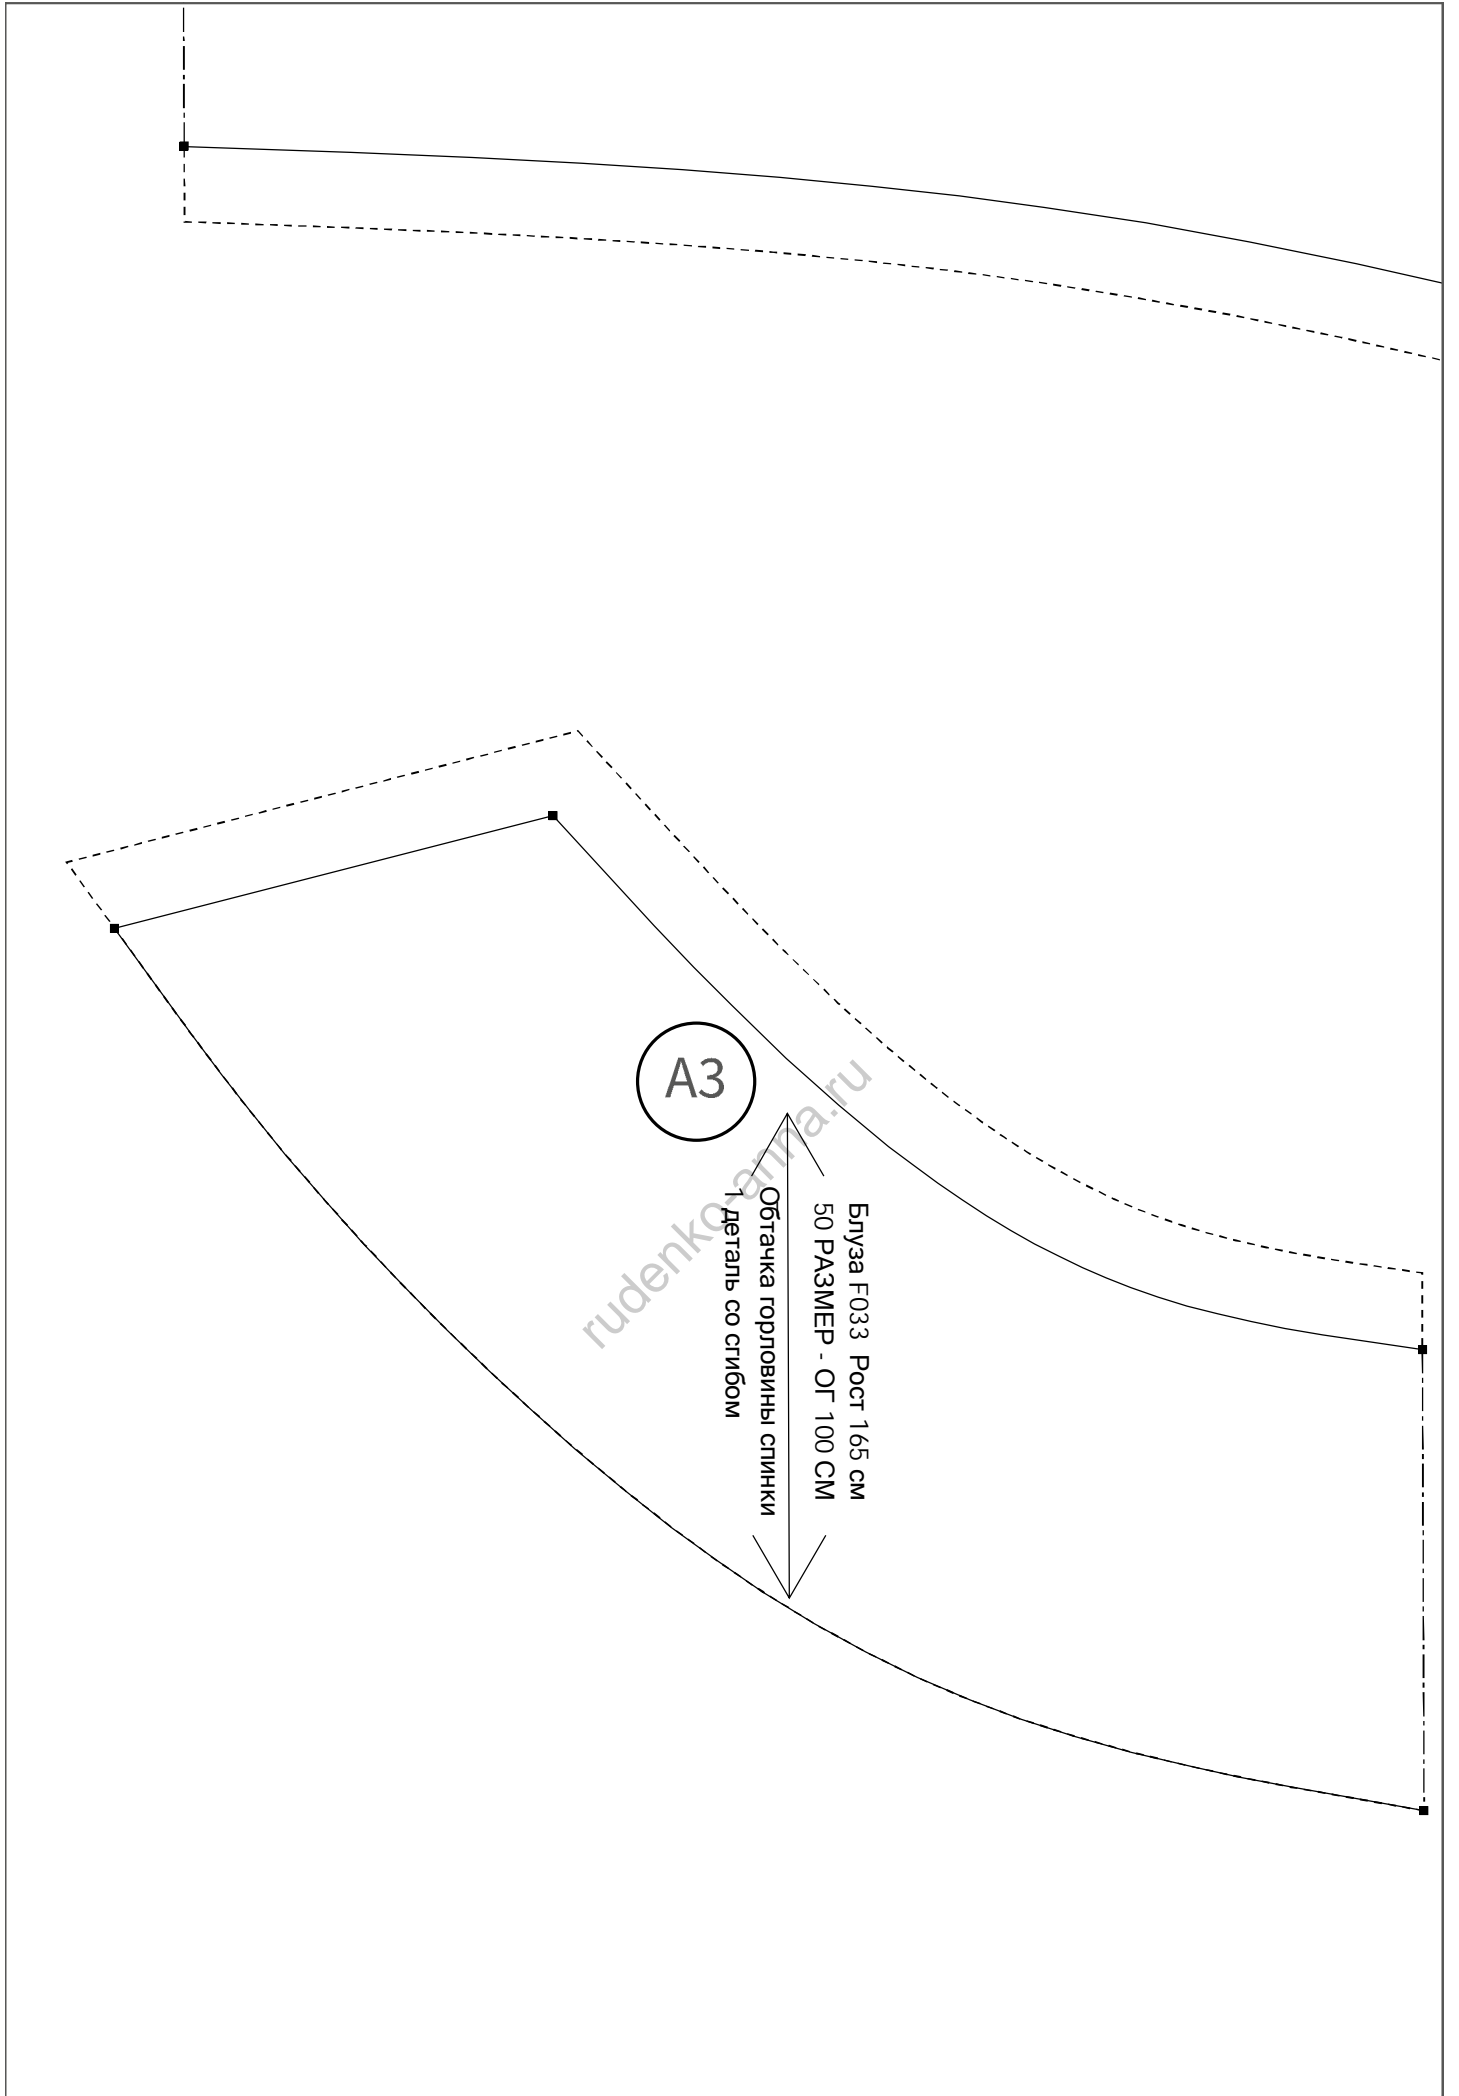 A3
rudenko-anna.ru
Блуза F033 Рост 165 см
50 РАЗМЕР - ОГ 100 СМ
Обтачка горловины спинки
1 деталь со сгибом